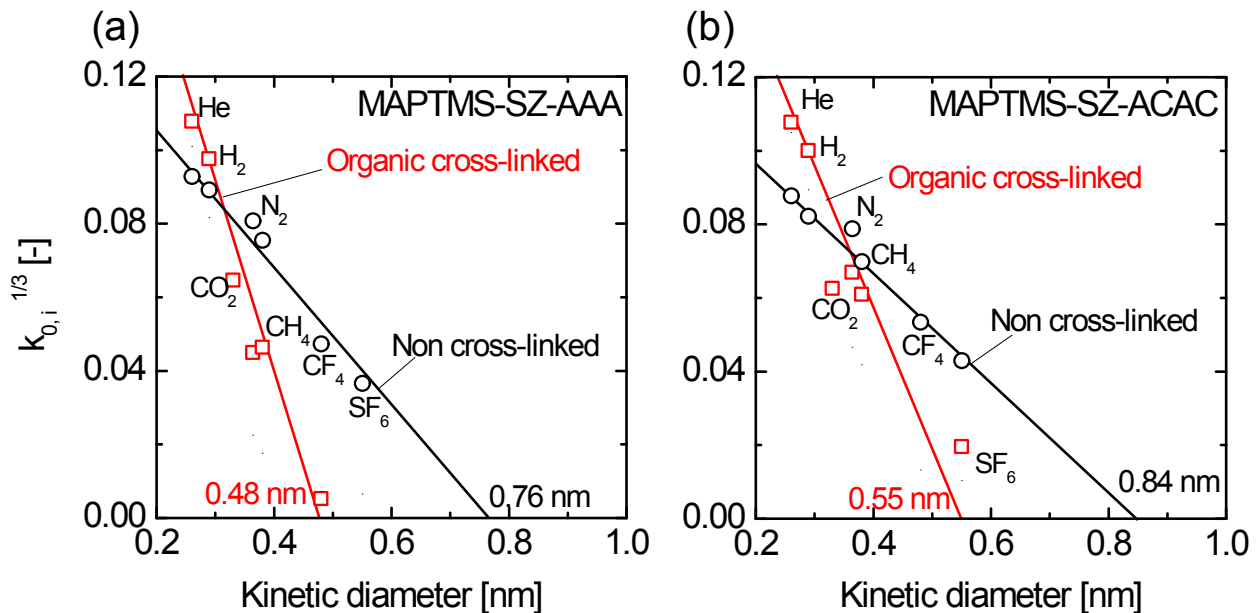 (a)
MAPTMS-SZ-AAA
He
H2
Organic cross-linked
N2
CO2
CH4
CF4
SF6
Non cross-linked
0.48 nm
0.76 nm
0.12
0.08
0.04
0.00
0.2
0.4
0.6
0.8
1.0
k0,i 1/3 [-]
Kinetic diameter [nm]
(b)
MAPTMS-SZ-ACAC
He
H2
Organic cross-linked
N2
CH4
CO2
Non cross-linked
CF4
SF6
0.55 nm
0.84 nm
0.12
0.08
0.04
0.00
0.2
0.4
0.6
0.8
1.0
Kinetic diameter [nm]